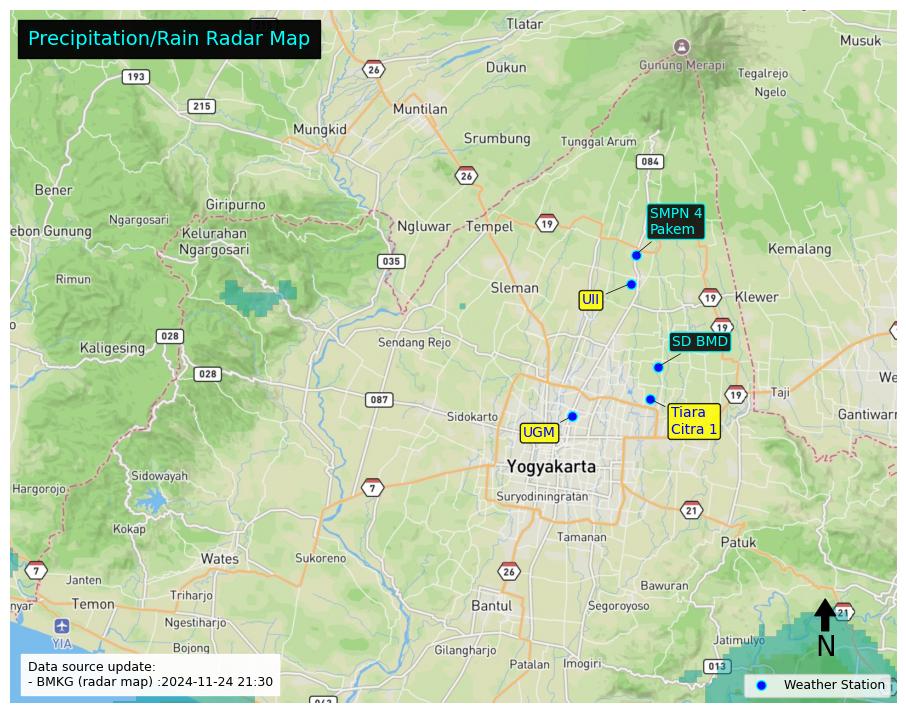 Precipitation/Rain Radar Map
Tlatar
Musuk
193
26
Dukun
Gunung Merapi
Tegalrejo
Ngelo
215
Muntilan
Mungkid
Srumbung
Tunggal Arum
084
26
Bener
Giripurno
Ngargosari
ebon Gunung
Kelurahan
Ngargosari
Ngluwar
Tempel
19
SMPN 4
Pakem
Kemalang
035
Rimun
Sleman
UII
19
Klewer
19
028
Kaligesing
Sendang Rejo
SD BMD
028
087
Sidokarto
19
Taji
We
Gantiwarn
Tiara
Citra 1
UGM
Yogyakarta
Sidowayah
Hargorojo
7
Suryodiningratan
21
Kokap
Tamanan
Patuk
Wates
Sukoreno
7
Janten
26
Bawuran
nyar
Temon
Triharjo
Bantul
Segoroyoso
21
Ngestiharjo
YIA
N
Jatimulyo
Bojong
Gilangharjo
Patalan
Imogiri
013
Data source update:
- BMKG (radar map) :2024-11-24 21:30
Weather Station